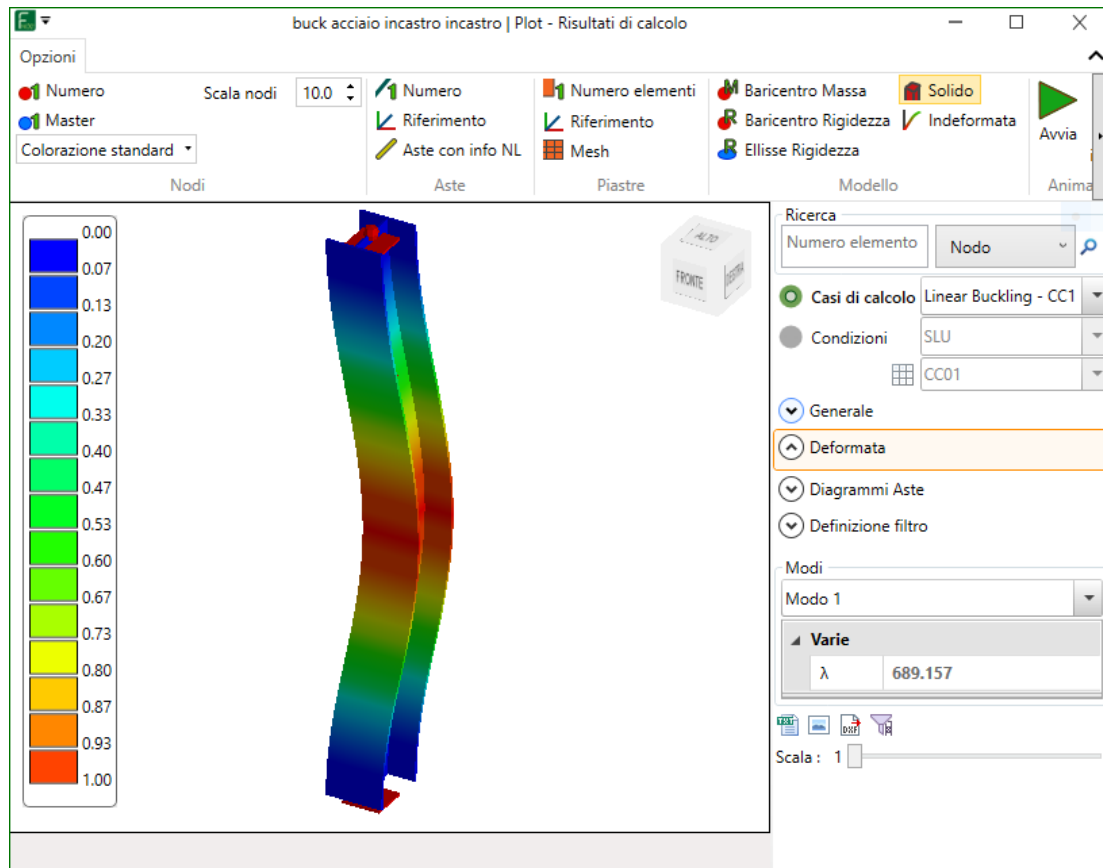 buck acciaio incastro incastro | Plot - Risultati di calcolo
Opzioni
Numero
Master
Colorazione standard
Scala nodi 10.0
Nodi
Numero
Riferimento
Aste con info NL
Aste
Numero elementi
Riferimento
Mesh
Piastre
Baricentro Massa
Baricentro Rigidezza
Ellisse Rigidezza
Solido
Indeformata
Modello
Avvia
Anima
0.00
0.07
0.13
0.20
0.27
0.33
0.40
0.47
0.53
0.60
0.67
0.73
0.80
0.87
0.93
1.00
ALTO
FRONTE
DESTRA
Ricerca
Numero elemento Nodo
Casi di calcolo Linear Buckling - CC1
Condizioni SLU
CC01
Generale
Deformata
Diagrammi Aste
Definizione filtro
Modi
Modo 1
Varie
λ 689.157
TXT DXF
Scala : 1